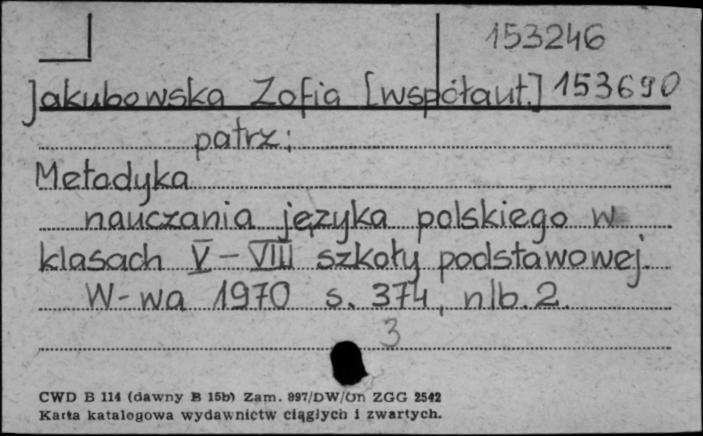 153246
Jakubowska Zofia [współaut.] 153690
patrz:
Metodyka
nauczania języka polskiego w
klasach V-VIII szkoły podstawowej.
W-wa 1970 s. 374, nlb. 2.
3
CWD B 114 (dawny B 15b) Zam. 897/DW/Un ZGG 2542
Karta katalogowa wydawnictw ciągłych i zwartych.